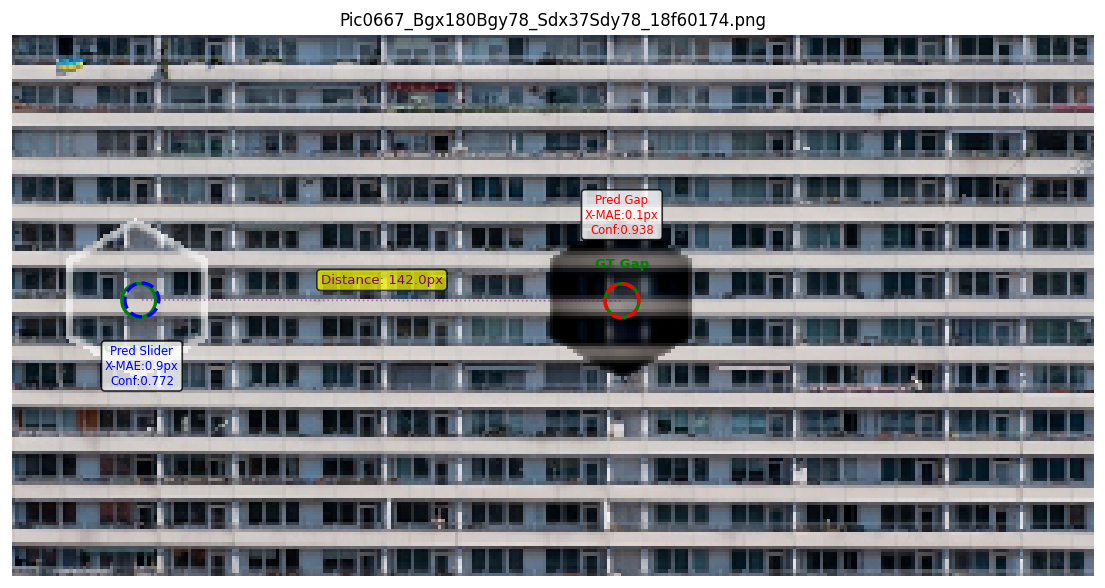 Pic0667_Bgx180Bgy78_Sdx37Sdy78_18f60174.png
Pred Gap
X-MAE:0.1px
Conf:0.938
GT Gap
Distance: 142.0px
Pred Slider
X-MAE:0.9px
Conf:0.772